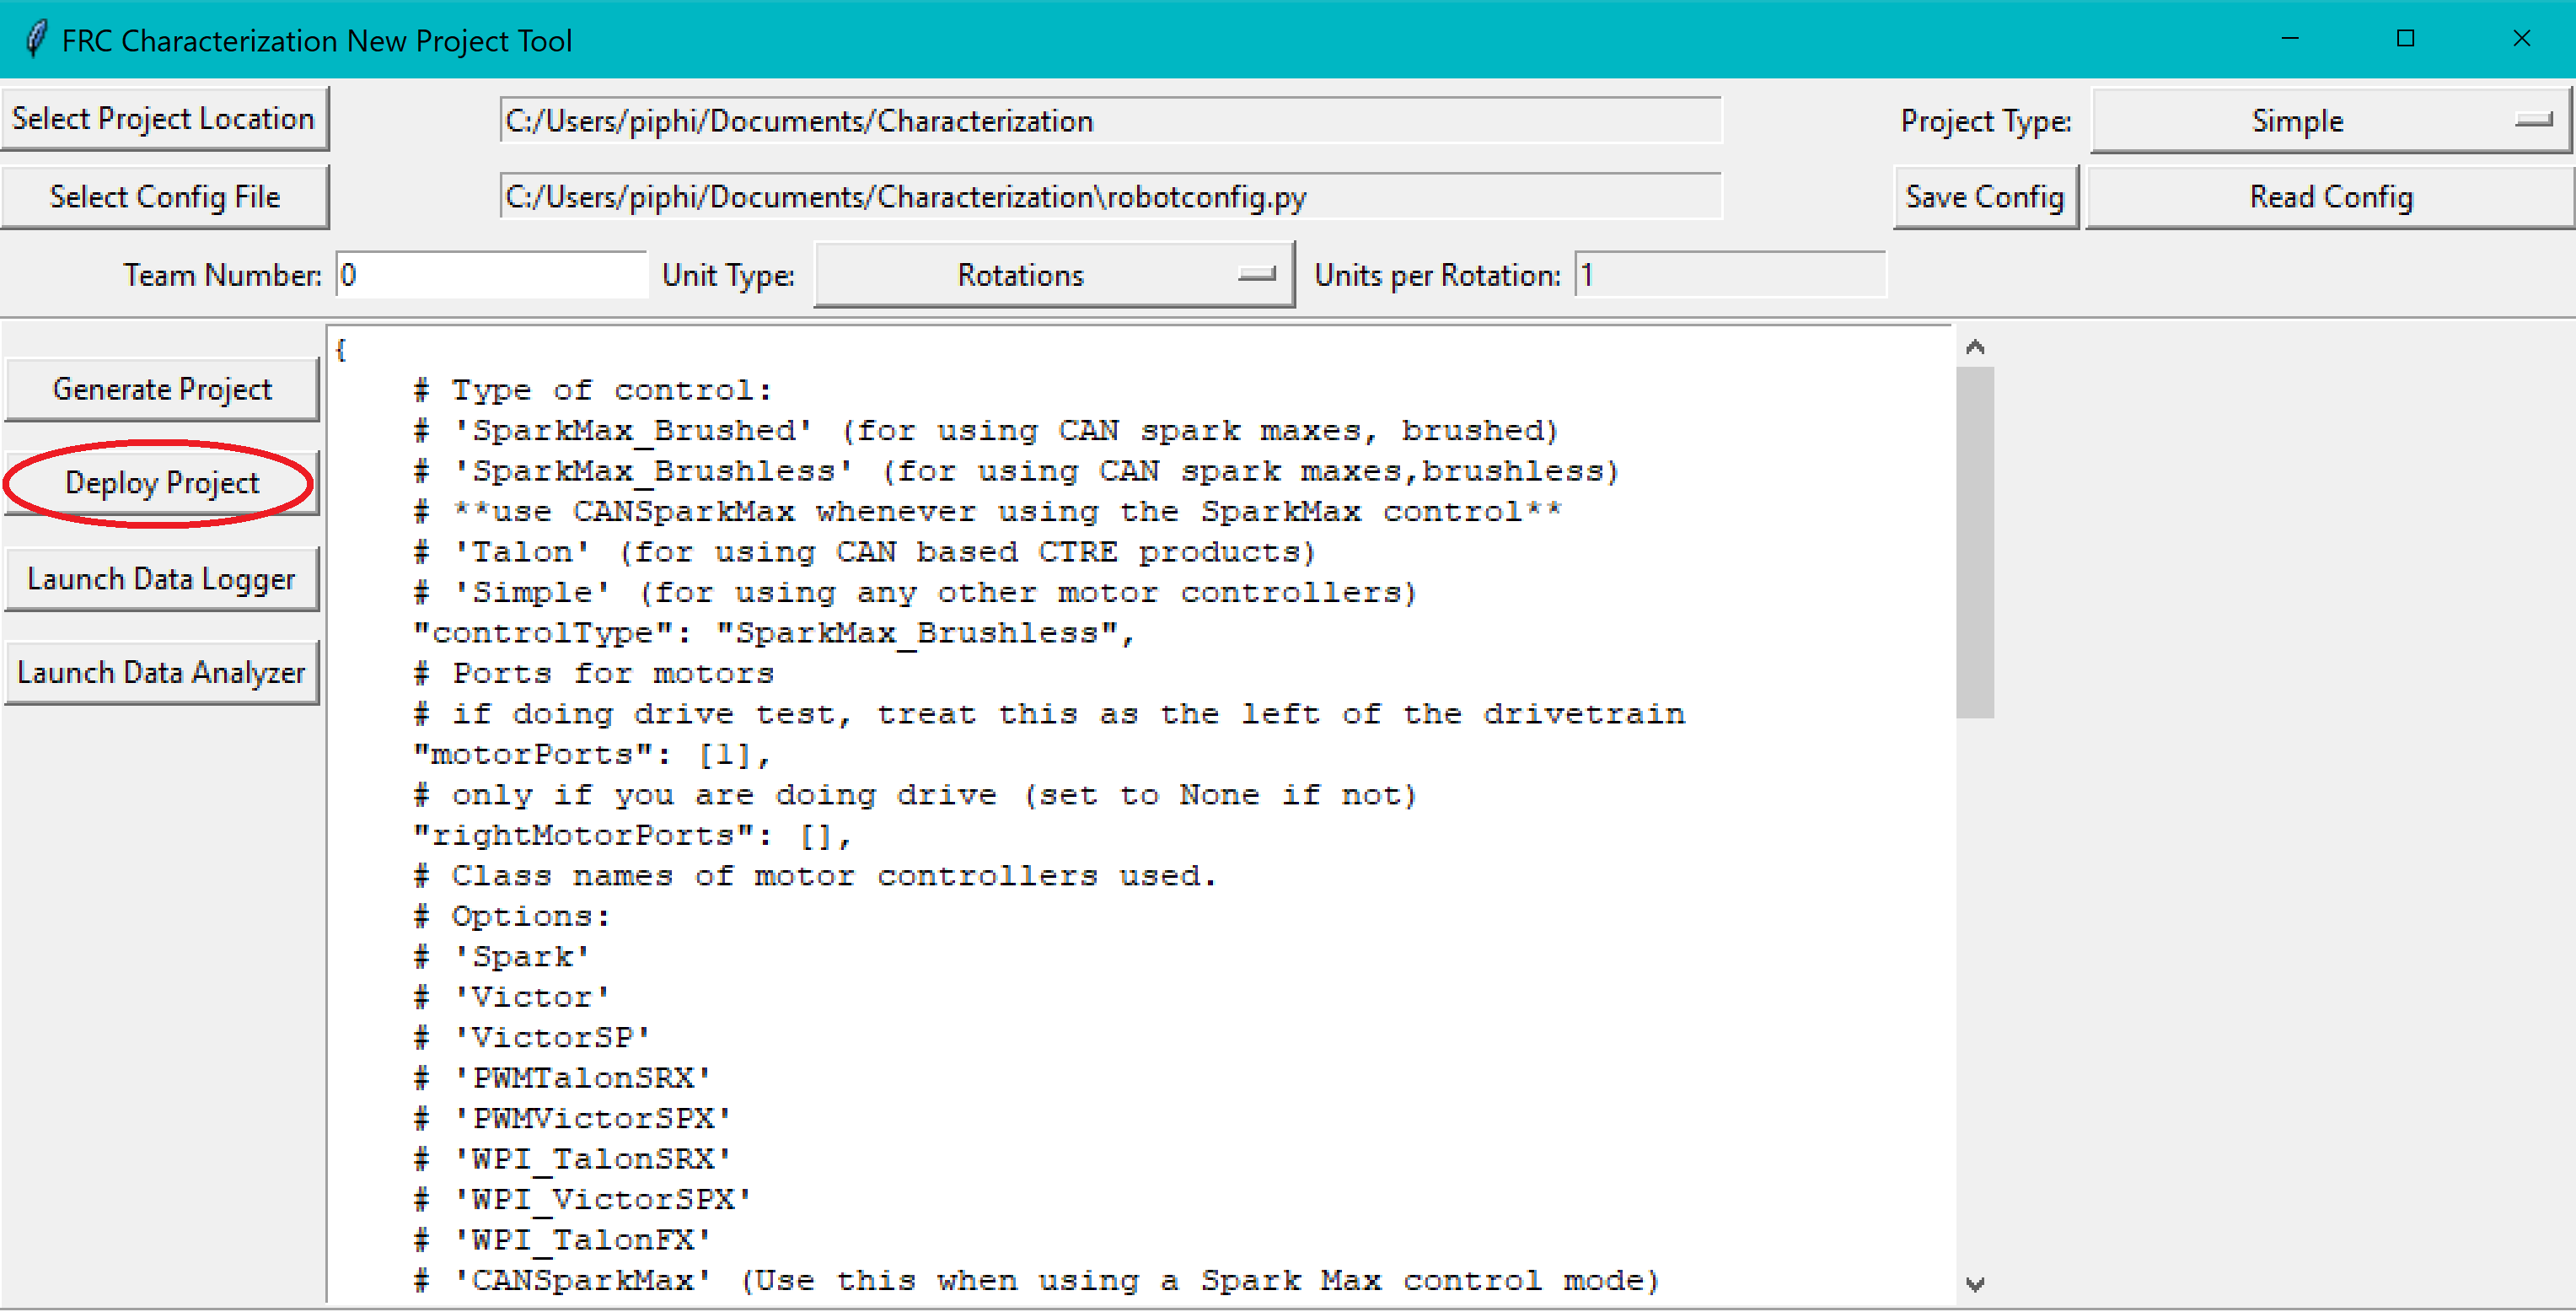 FRC Characterization New Project Tool
Select Project Location C:/Users/piphi/Documents/Characterization Project Type: Simple
Select Config File C:/Users/piphi/Documents/Characterization\robotconfig.py Save Config Read Config
Team Number: 0 Unit Type: Rotations Units per Rotation: 1
Generate Project
Deploy Project
Launch Data Logger
Launch Data Analyzer
{
# Type of control:
# 'SparkMax_Brushed' (for using CAN spark maxes, brushed)
# 'SparkMax_Brushless' (for using CAN spark maxes,brushless)
# **use CANSparkMax whenever using the SparkMax control**
# 'Talon' (for using CAN based CTRE products)
# 'Simple' (for using any other motor controllers)
"controlType": "SparkMax_Brushless",
# Ports for motors
# if doing drive test, treat this as the left of the drivetrain
"motorPorts": [1],
# only if you are doing drive (set to None if not)
"rightMotorPorts": [],
# Class names of motor controllers used.
# Options:
# 'Spark'
# 'Victor'
# 'VictorSP'
# 'PWMTalonSRX'
# 'PWMVictorSPX'
# 'WPI_TalonSRX'
# 'WPI_VictorSPX'
# 'WPI_TalonFX'
# 'CANSparkMax' (Use this when using a Spark Max control mode)